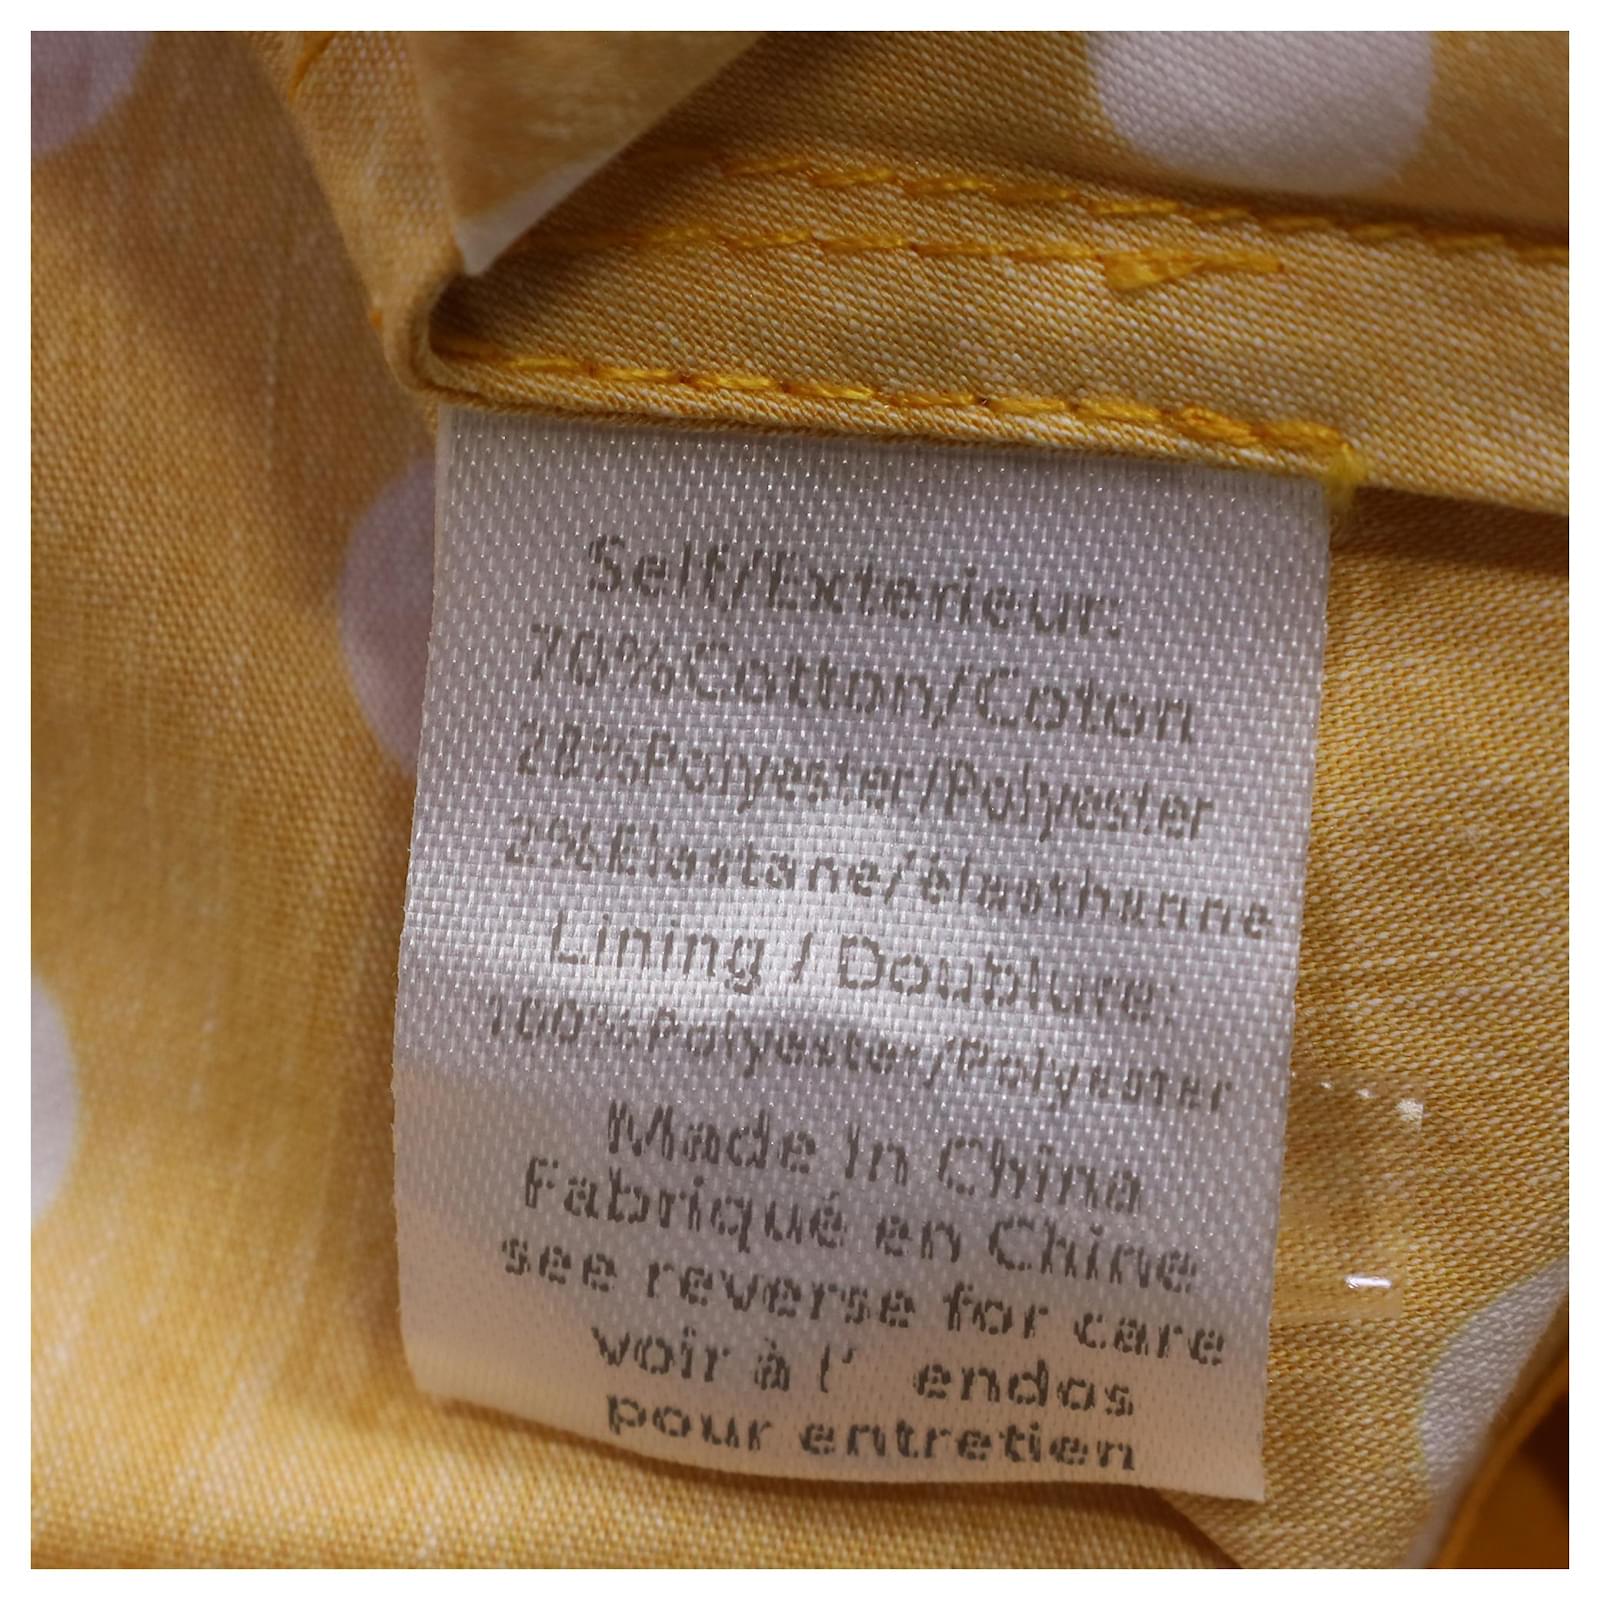 Self/Exterieur:
70%Cotton/Coton
28%Polyester/Polyester
2%Elastane/élasthanne
Lining / Doublure:
100%Polyester/Polyester
Made In China
Fabriqué en Chine
see reverse for care
voir à l' endos
pour entretien